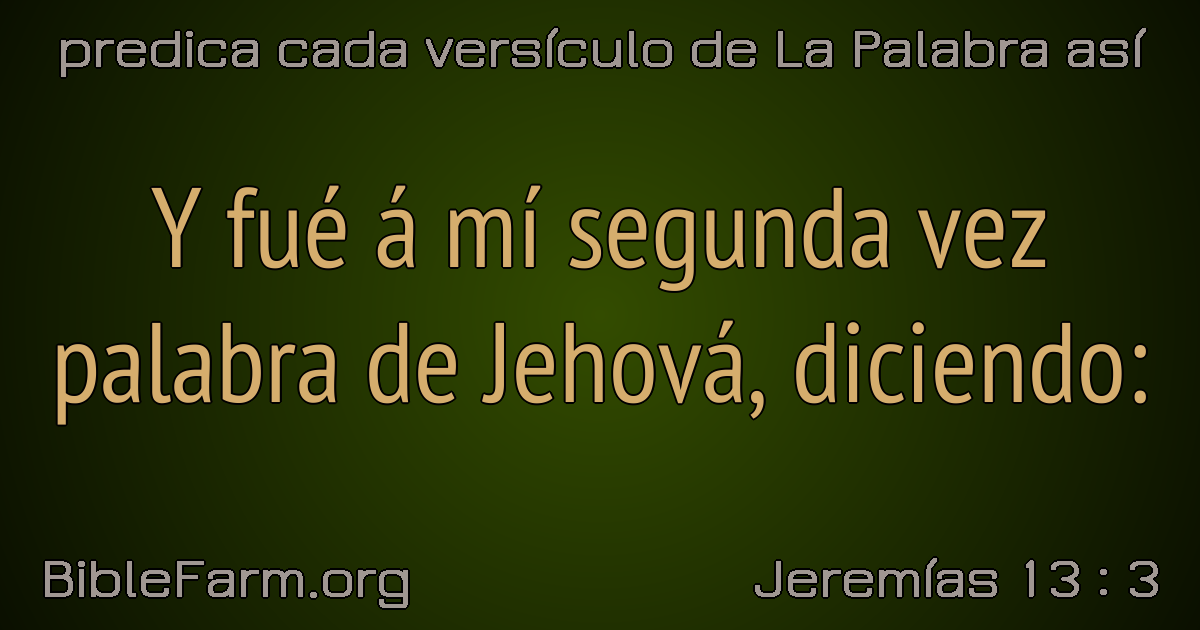 predica cada versículo de La Palabra así
Y fué á mí segunda vez
palabra de Jehová, diciendo:
BibleFarm.org
Jeremías 13 : 3